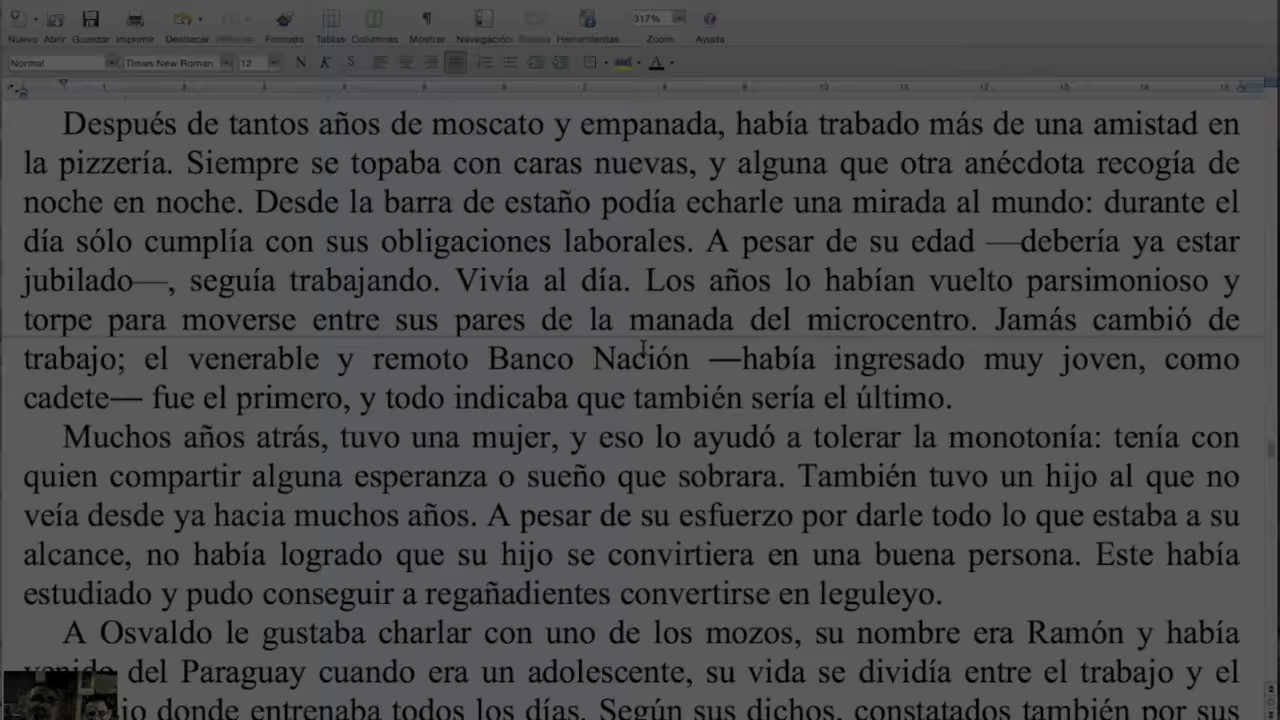 Nuevo Abrir Guardar Imprimir Deshacer Formato Tablas Columnas Mostrar Navegación Herramientas Zoom Ayuda
317%
Normal Times New Roman 12 N K S A
Después de tantos años de moscato y empanada, había trabado más de una amistad en
la pizzería. Siempre se topaba con caras nuevas, y alguna que otra anécdota recogía de
noche en noche. Desde la barra de estaño podía echarle una mirada al mundo: durante el
día sólo cumplía con sus obligaciones laborales. A pesar de su edad —debería ya estar
jubilado—, seguía trabajando. Vivía al día. Los años lo habían vuelto parsimonioso y
torpe para moverse entre sus pares de la manada del microcentro. Jamás cambió de
trabajo; el venerable y remoto Banco Nación —había ingresado muy joven, como
cadete— fue el primero, y todo indicaba que también sería el último.
Muchos años atrás, tuvo una mujer, y eso lo ayudó a tolerar la monotonía: tenía con
quien compartir alguna esperanza o sueño que sobrara. También tuvo un hijo al que no
veía desde ya hacia muchos años. A pesar de su esfuerzo por darle todo lo que estaba a su
alcance, no había logrado que su hijo se convirtiera en una buena persona. Este había
estudiado y pudo conseguir a regañadientes convertirse en leguleyo.
A Osvaldo le gustaba charlar con uno de los mozos, su nombre era Ramón y había
venido del Paraguay cuando era un adolescente, su vida se dividía entre el trabajo y el
donde entrenaba todos los días. Según sus dichos, constatados también por sus